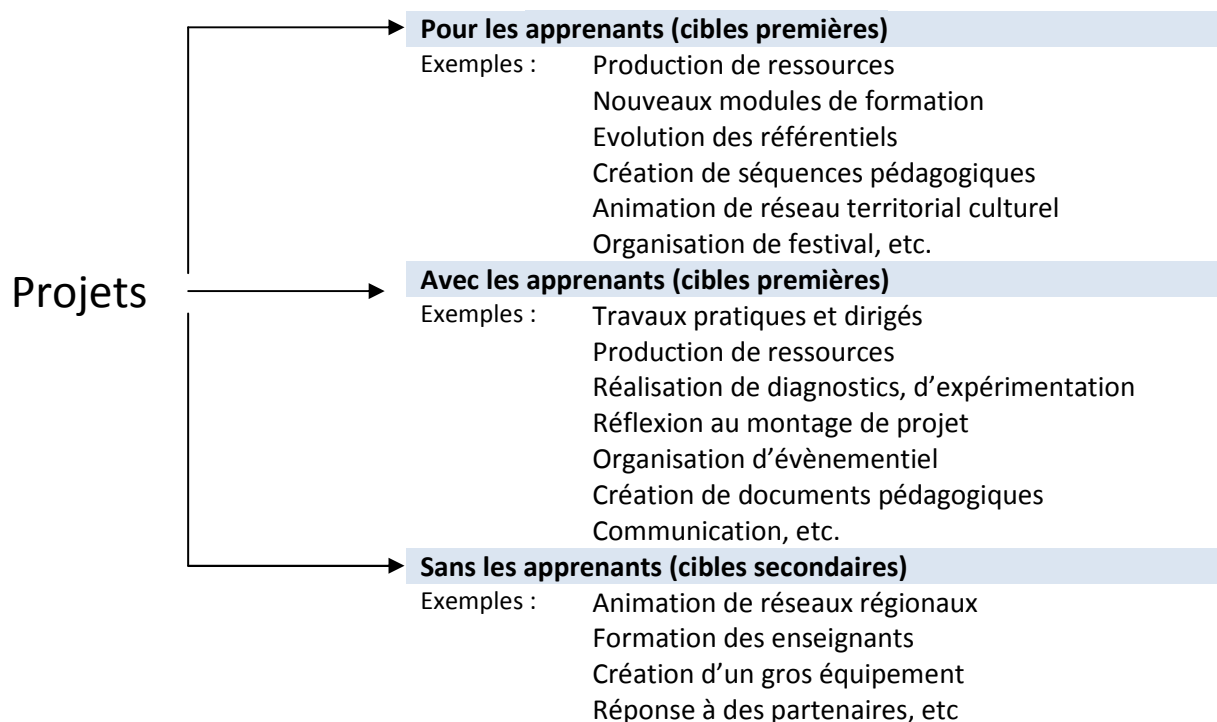 Pour les apprenants (cibles premières)
Exemples : Production de ressources
Nouveaux modules de formation
Evolution des référentiels
Création de séquences pédagogiques
Animation de réseau territorial culturel
Organisation de festival, etc.
Projets
Avec les apprenants (cibles premières)
Exemples : Travaux pratiques et dirigés
Production de ressources
Réalisation de diagnostics, d’expérimentation
Réflexion au montage de projet
Organisation d’évènementiel
Création de documents pédagogiques
Communication, etc.
Sans les apprenants (cibles secondaires)
Exemples : Animation de réseaux régionaux
Formation des enseignants
Création d’un gros équipement
Réponse à des partenaires, etc